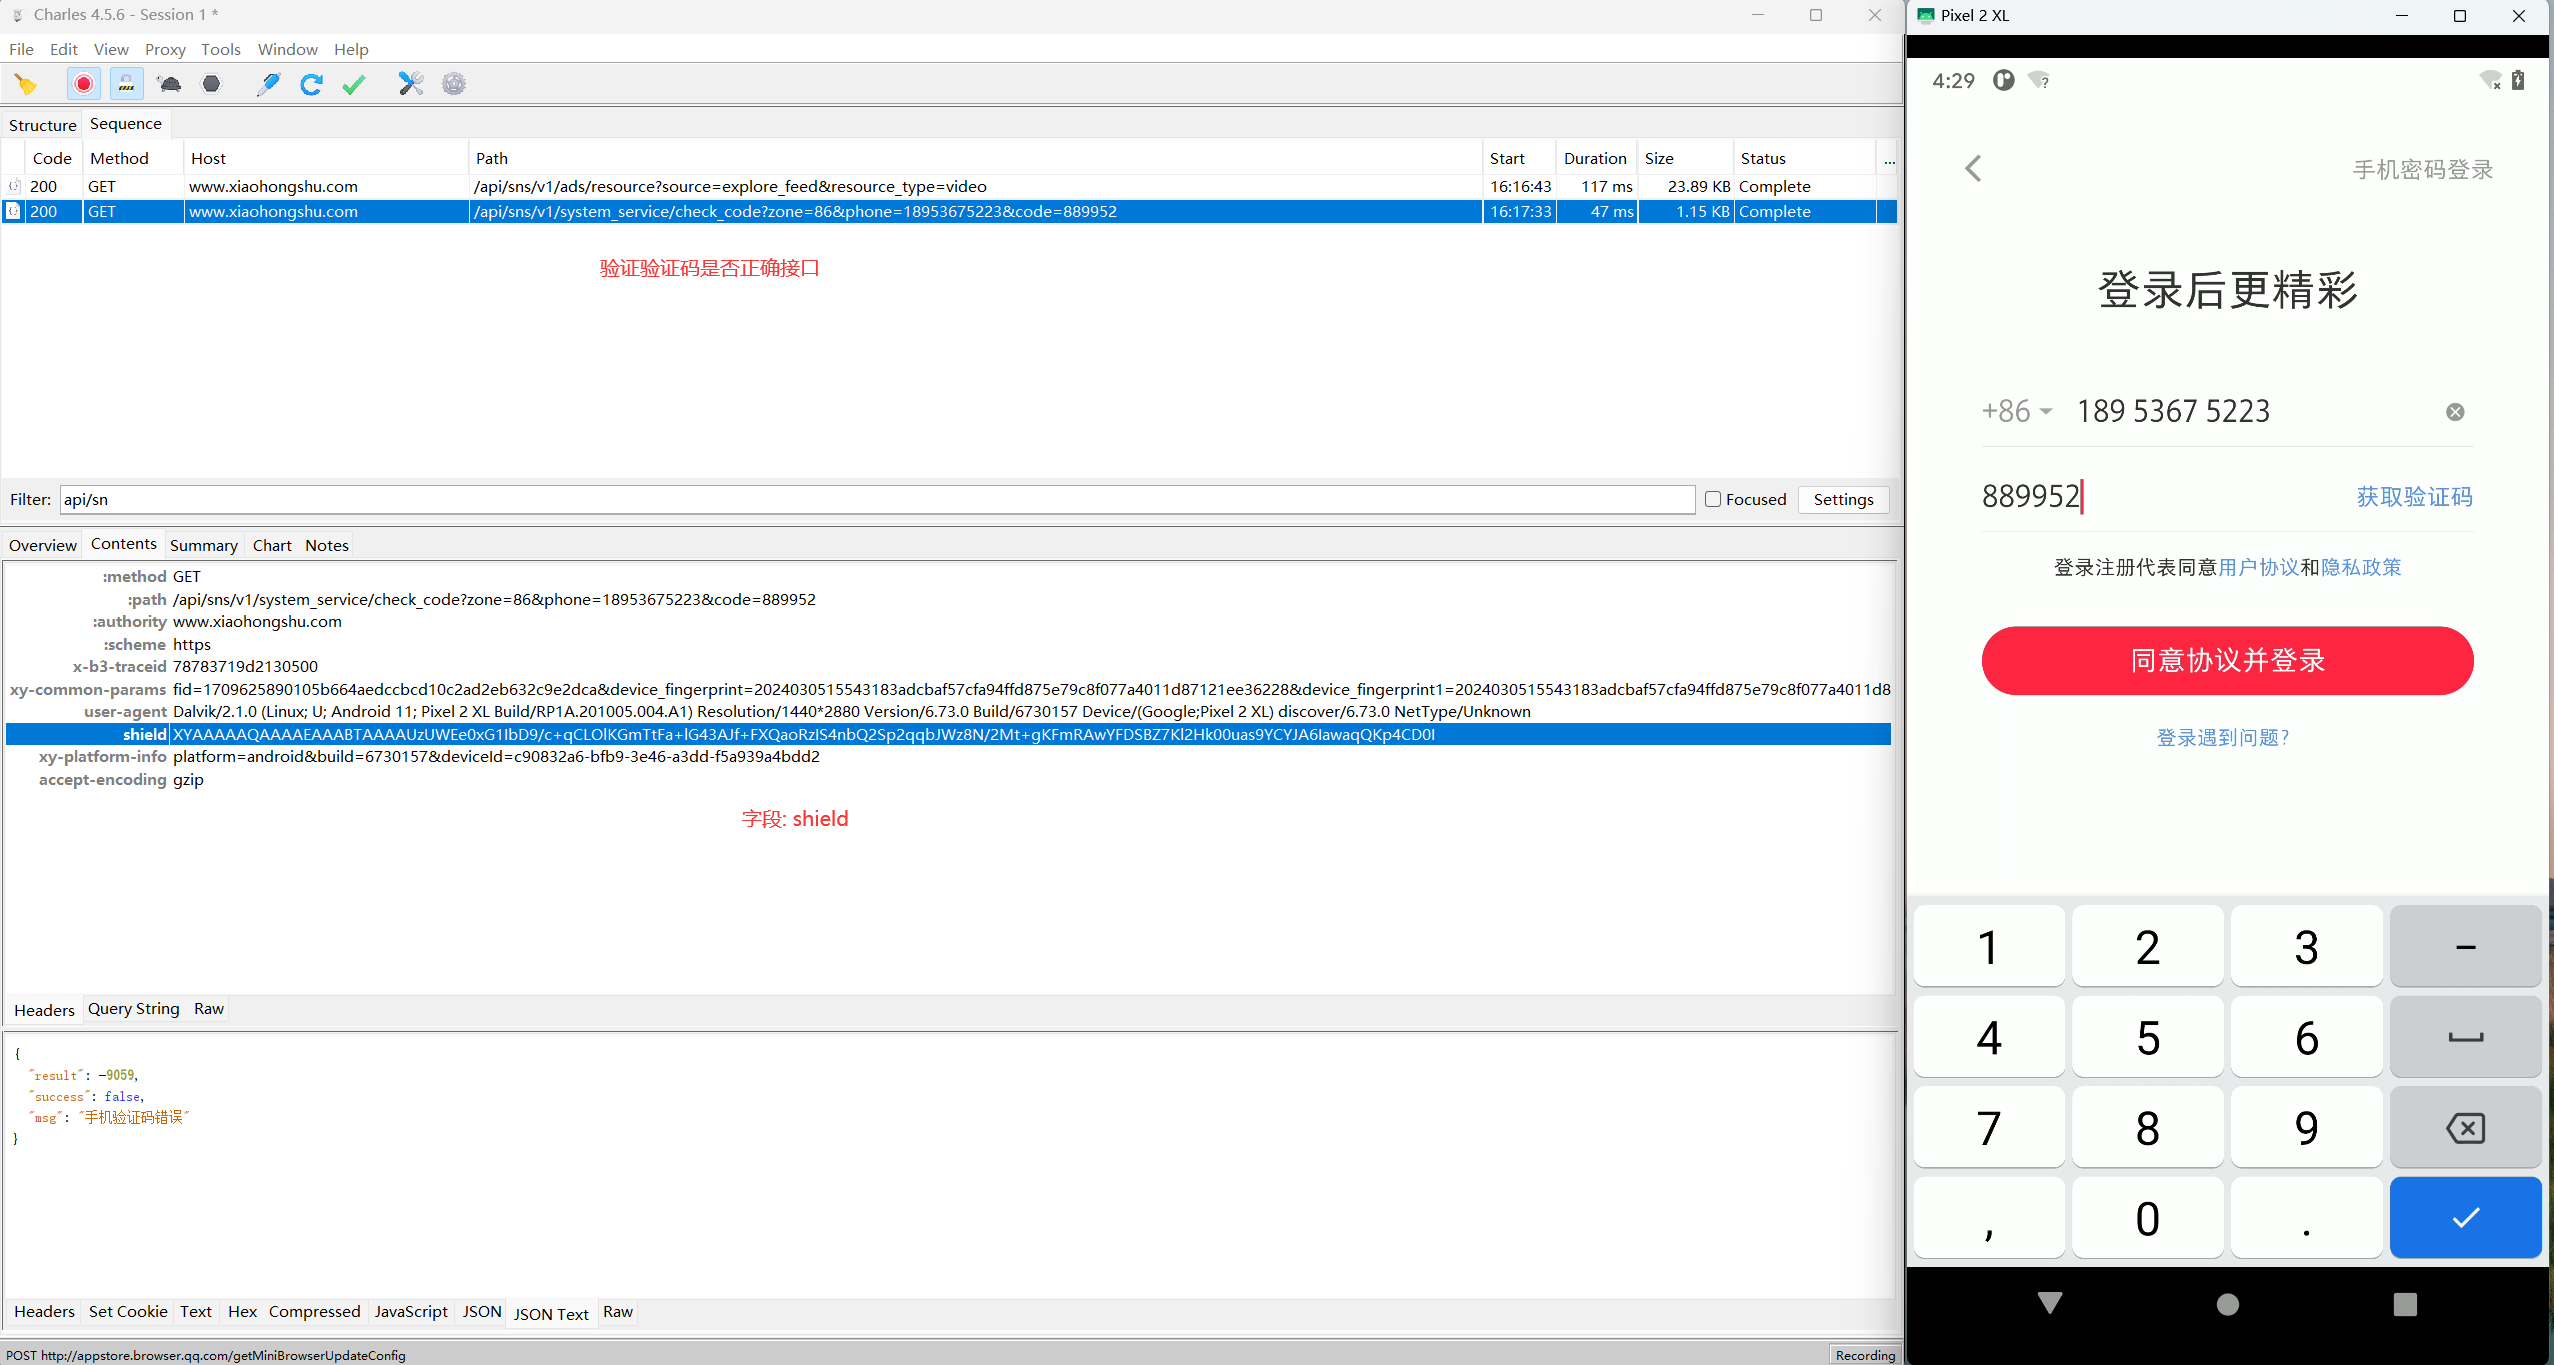 Charles 4.5.6 - Session 1 *
File Edit View Proxy Tools Window Help
Structure Sequence
Code Method Host Path Start Duration Size Status ...
200 GET www.xiaohongshu.com /api/sns/v1/ads/resource?source=explore_feed&resource_type=video 16:16:43 117 ms 23.89 KB Complete
200 GET www.xiaohongshu.com /api/sns/v1/system_service/check_code?zone=86&phone=18953675223&code=889952 16:17:33 47 ms 1.15 KB Complete
验证验证码是否正确接口
Filter: api/sn Focused Settings
Overview Contents Summary Chart Notes
:method GET
:path /api/sns/v1/system_service/check_code?zone=86&phone=18953675223&code=889952
:authority www.xiaohongshu.com
:scheme https
x-b3-traceid 78783719d2130500
xy-common-params fid=1709625890105b664aedccbcd10c2ad2eb632c9e2dca&device_fingerprint=2024030515543183adcbaf57cfa94ffd875e79c8f077a4011d87121ee36228&device_fingerprint1=2024030515543183adcbaf57cfa94ffd875e79c8f077a4011d8
user-agent Dalvik/2.1.0 (Linux; U; Android 11; Pixel 2 XL Build/RP1A.201005.004.A1) Resolution/1440*2880 Version/6.73.0 Build/6730157 Device/(Google;Pixel 2 XL) discover/6.73.0 NetType/Unknown
shield XYAAAAAQAAAAEAAABTAAAAUzUWEe0xG1IbD9/c+qCLOlKGmTtFa+lG43AJf+FXQaoRzIS4nbQ2Sp2qqbJWz8N/2Mt+gKFmRAwYFDSBZ7Kl2Hk00uas9YCYJA6IawaqQKp4CD0I
xy-platform-info platform=android&build=6730157&deviceId=c90832a6-bfb9-3e46-a3dd-f5a939a4bdd2
accept-encoding gzip
字段: shield
Headers Query String Raw
{
"result": -9059,
"success": false,
"msg": "手机验证码错误"
}
Headers Set Cookie Text Hex Compressed JavaScript JSON JSON Text Raw
POST http://appstore.browser.qq.com/getMiniBrowserUpdateConfig Recording
Pixel 2 XL
4:29
手机密码登录
登录后更精彩
+86 189 5367 5223
889952 获取验证码
登录注册代表同意用户协议和隐私政策
同意协议并登录
登录遇到问题?
1 2 3 −
4 5 6
7 8 9
, 0 .